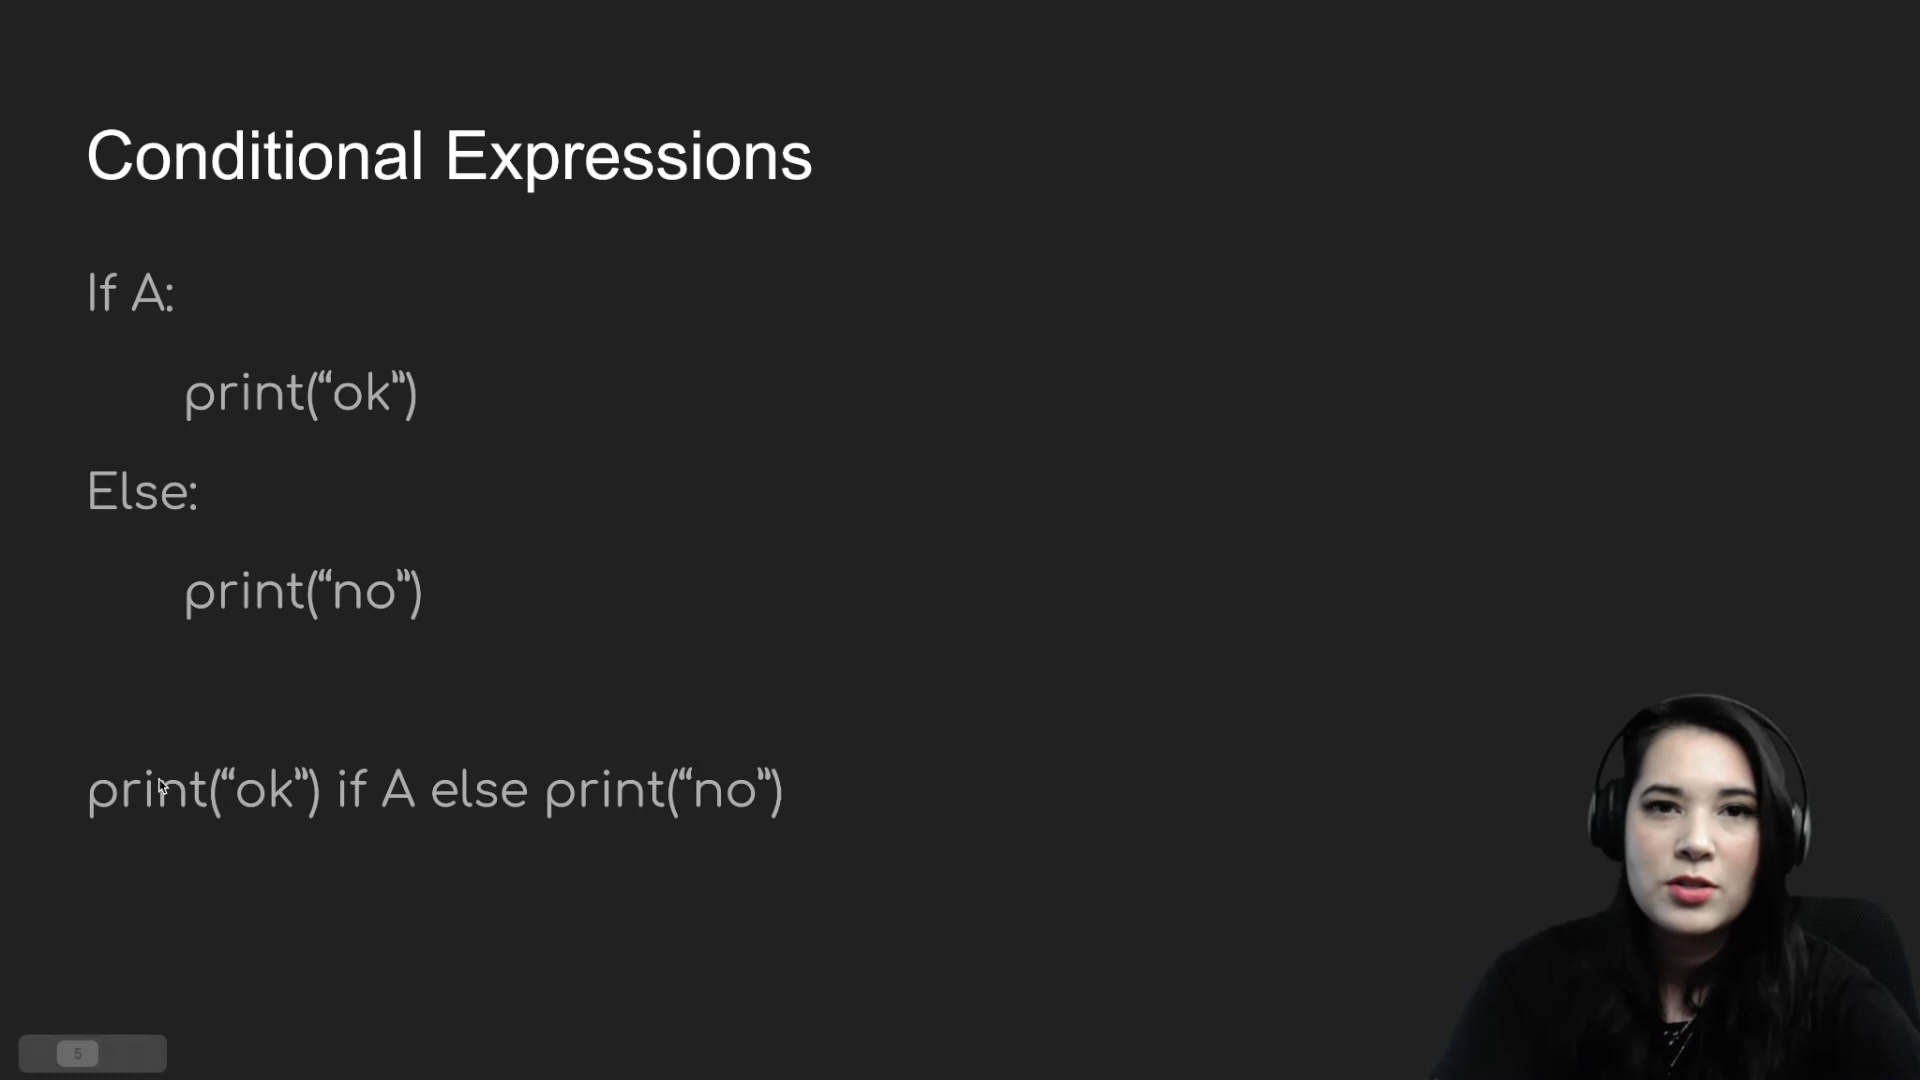 Conditional Expressions
If A:
print(“ok”)
Else:
print(“no”)
print(“ok”) if A else print(“no”)
5